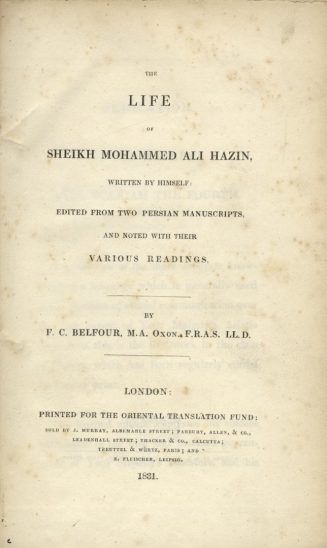 THE
LIFE
OF
SHEIKH MOHAMMED ALI HAZIN,
WRITTEN BY HIMSELF:
EDITED FROM TWO PERSIAN MANUSCRIPTS,
AND NOTED WITH THEIR
VARIOUS READINGS.
BY
F. C. BELFOUR, M.A. OXON., F.R.A.S. LL.D.
LONDON:
PRINTED FOR THE ORIENTAL TRANSLATION FUND:
SOLD BY J. MURRAY, ALBEMARLE STREET; PARBURY, ALLEN, & CO.,
LEADENHALL STREET; THACKER & CO., CALCUTTA;
TREUTTEL & WÜRTZ, PARIS; AND
E. FLEISCHER, LEIPSIG.
1831.